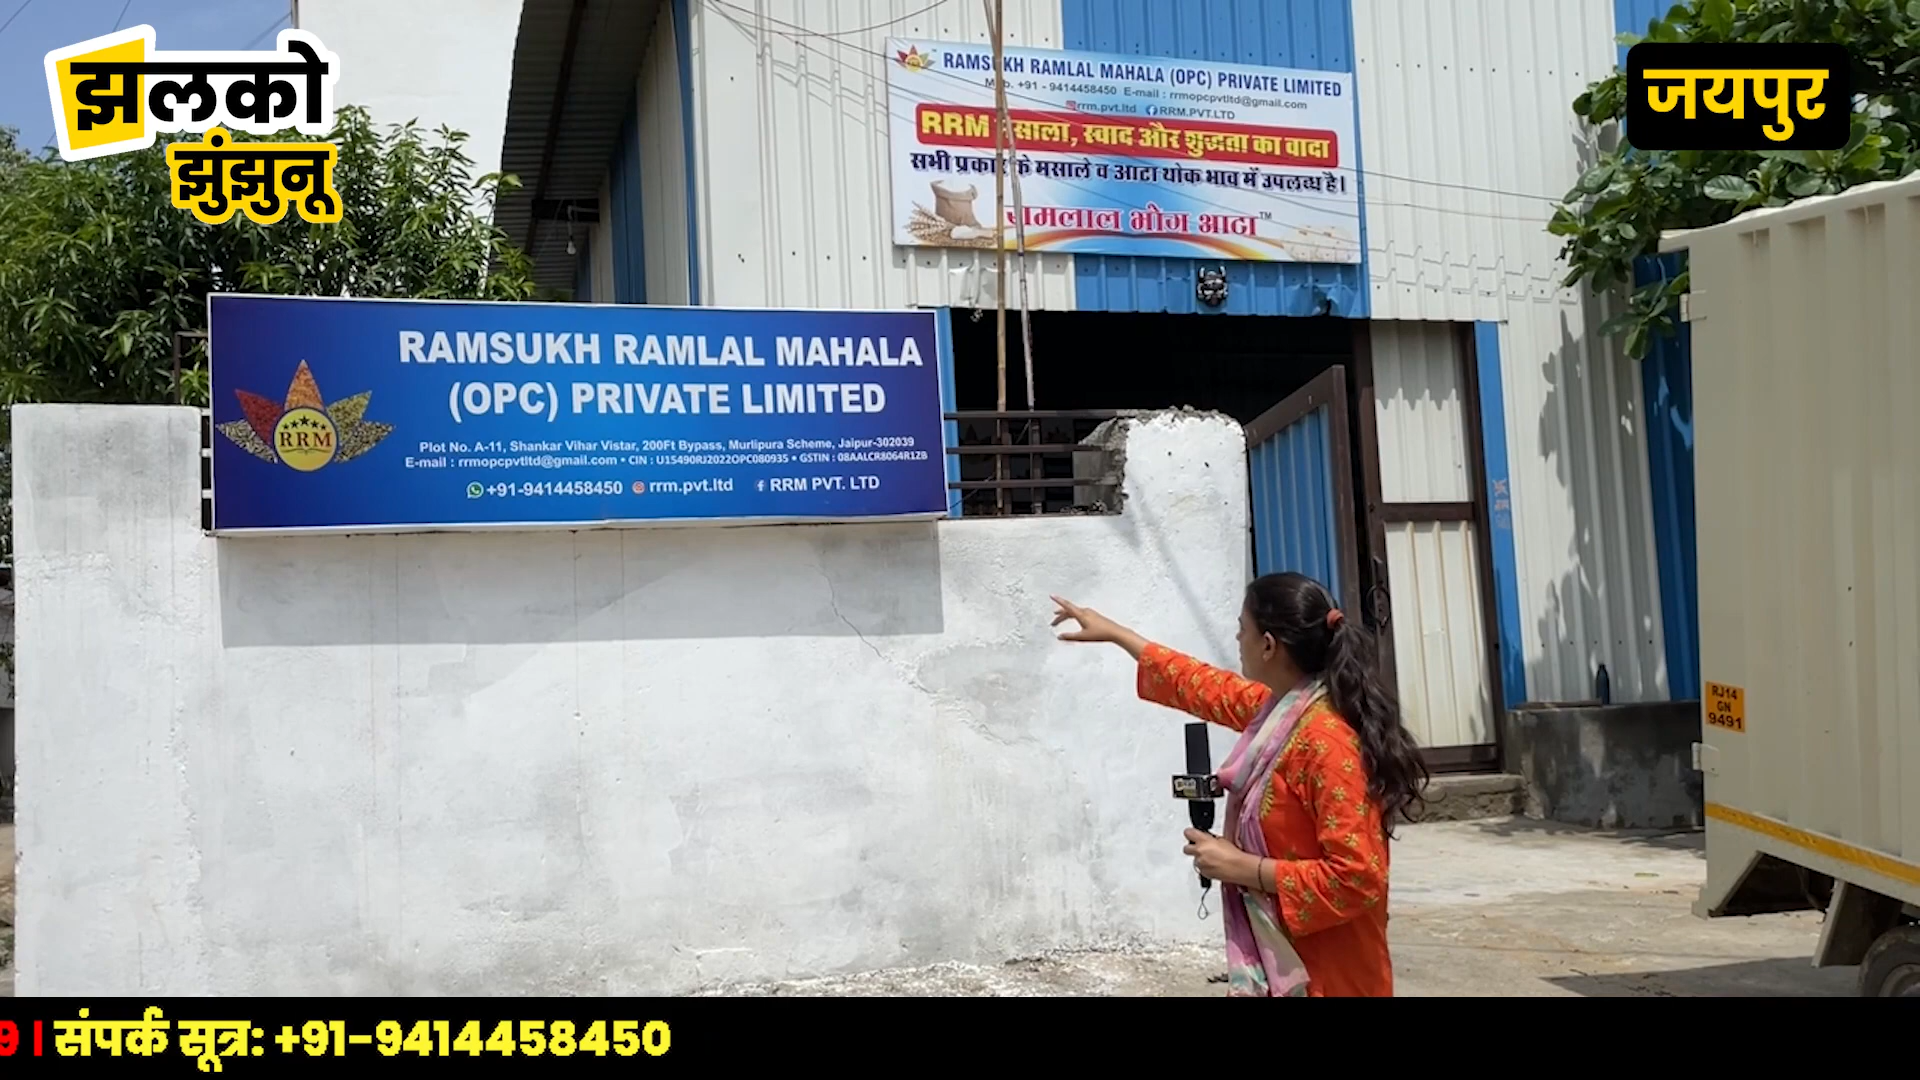 झलको
झुंझुनू
जयपुर
RAMSUKH RAMLAL MAHALA (OPC) PRIVATE LIMITED
Mob. +91 - 9414458450 E-mail : rrmopcpvtltd@gmail.com
rrm.pvt.ltd RRM.PVT.LTD
RRM मसाला, स्वाद और शुद्धता का वादा
सभी प्रकार के मसाले व आटा थोक भाव में उपलब्ध है।
रामलाल भोग आटा TM
RRM
RAMSUKH RAMLAL MAHALA
(OPC) PRIVATE LIMITED
Plot No. A-11, Shankar Vihar Vistar, 200Ft Bypass, Murlipura Scheme, Jaipur-302039
E-mail : rrmopcpvtltd@gmail.com • CIN : U15490RJ2022OPC080935 • GSTIN : 08AALCR8064R1ZB
+91-9414458450 rrm.pvt.ltd RRM PVT. LTD
RJ14
GN
9491
9 । संपर्क सूत्र: +91-9414458450